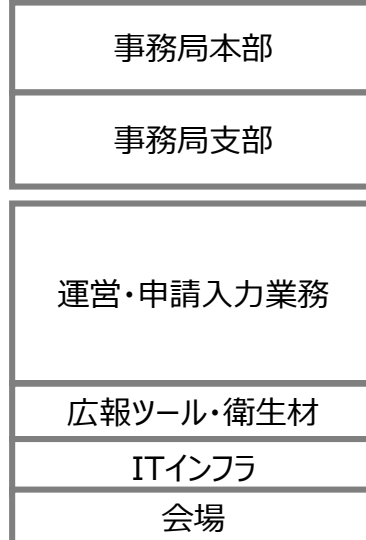 事務局本部
事務局支部
運営・申請入力業務
広報ツール・衛生材
ITインフラ
会場